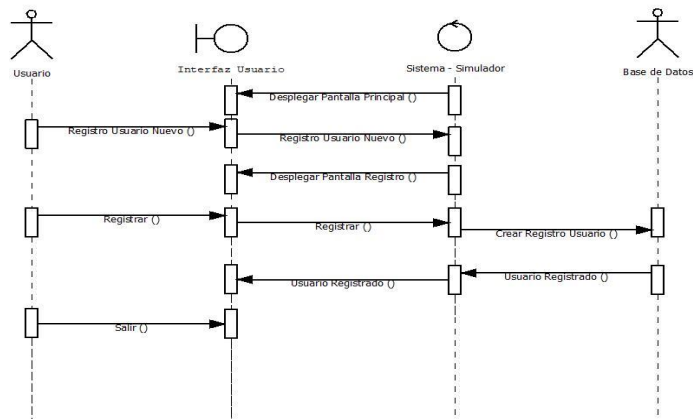 Usuario
Interfaz Usuario
Sistema - Simulador
Base de Datos
Desplegar Pantalla Principal ()
Registro Usuario Nuevo ()
Registro Usuario Nuevo ()
Desplegar Pantalla Registro ()
Registrar ()
Registrar ()
Crear Registro Usuario ()
Usuario Registrado ()
Usuario Registrado ()
Salir ()